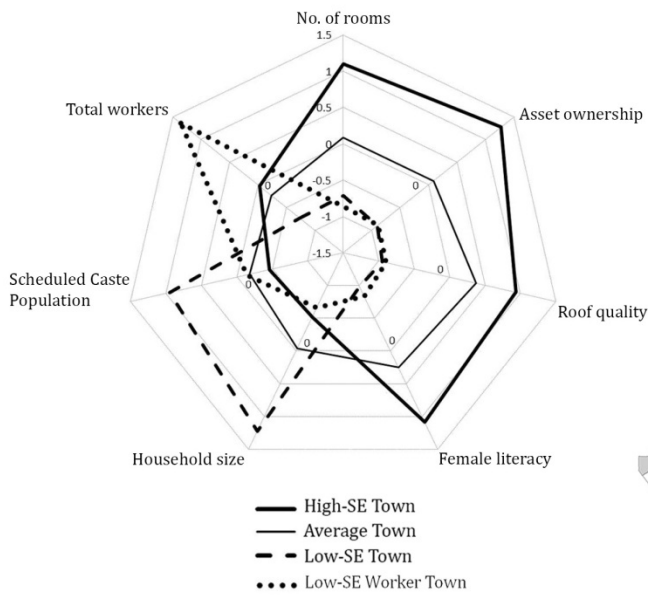 No. of rooms
1.5
1
0.5
0
-0.5
-1
-1.5
Asset ownership
0
Roof quality
0
Female literacy
0
Household size
0
Scheduled Caste
Population
0
Total workers
0
High-SE Town
Average Town
Low-SE Town
Low-SE Worker Town